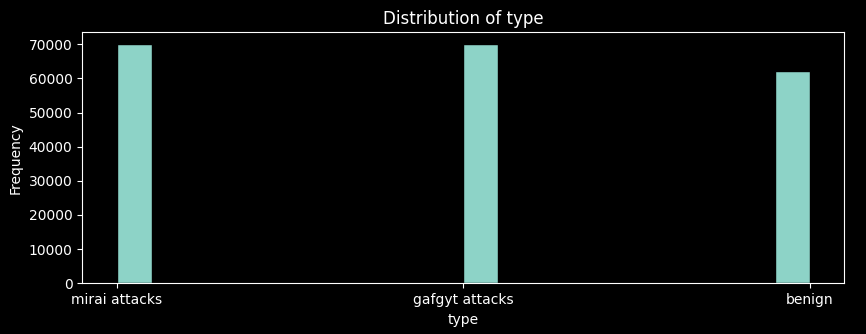 Distribution of type
Frequency
70000
60000
50000
40000
30000
20000
10000
0
mirai attacks
gafgyt attacks
benign
type